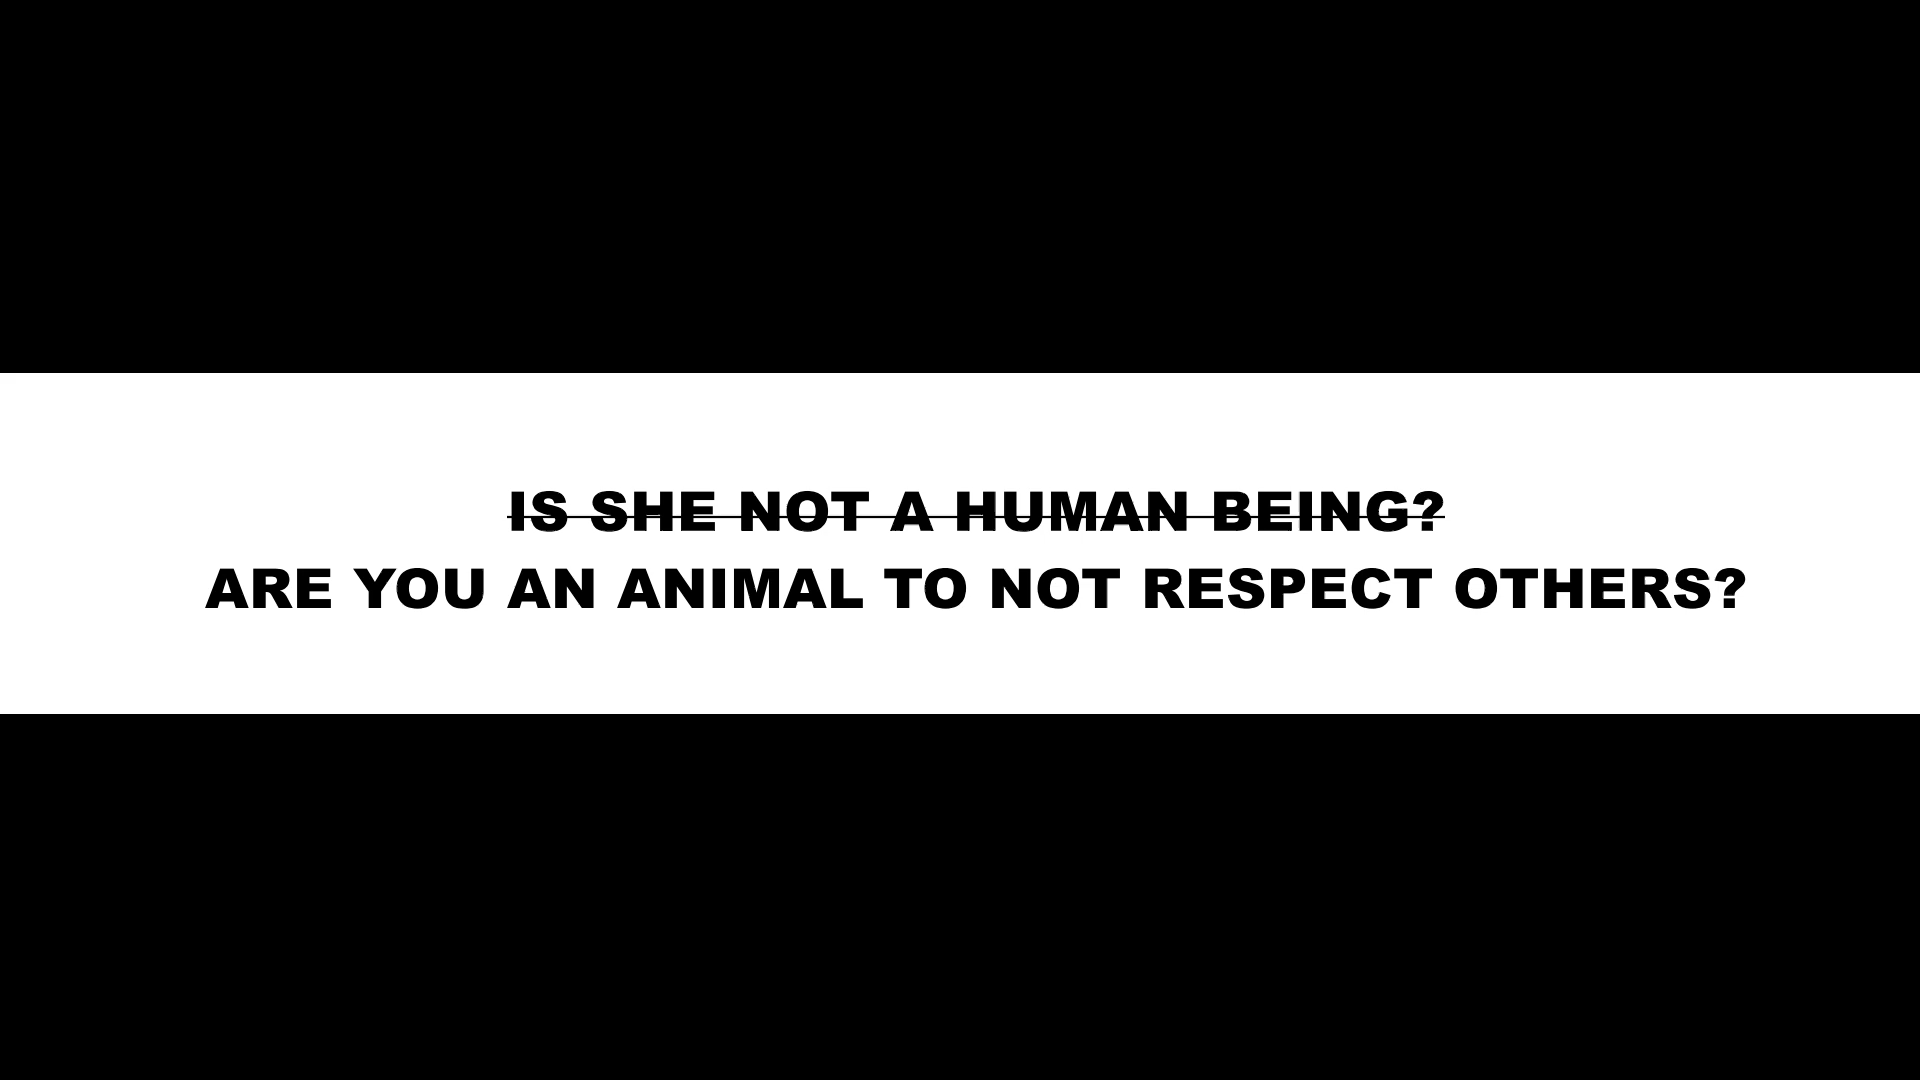 IS SHE NOT A HUMAN BEING?
ARE YOU AN ANIMAL TO NOT RESPECT OTHERS?